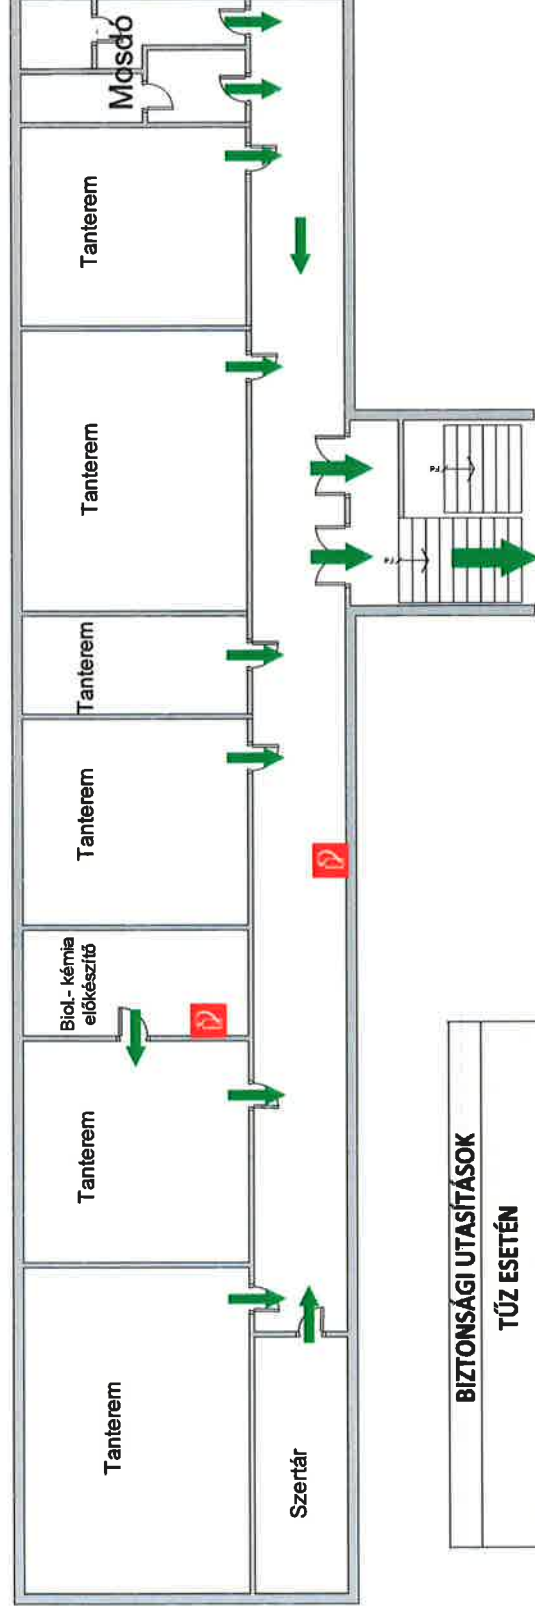 Tanterem
Tanterem
Biol.- kémia
előkészítő
Tanterem
Tanterem
Tanterem
Tanterem
Mosdó
Szertár
BIZTONSÁGI UTASÍTÁSOK
TŰZ ESETÉN